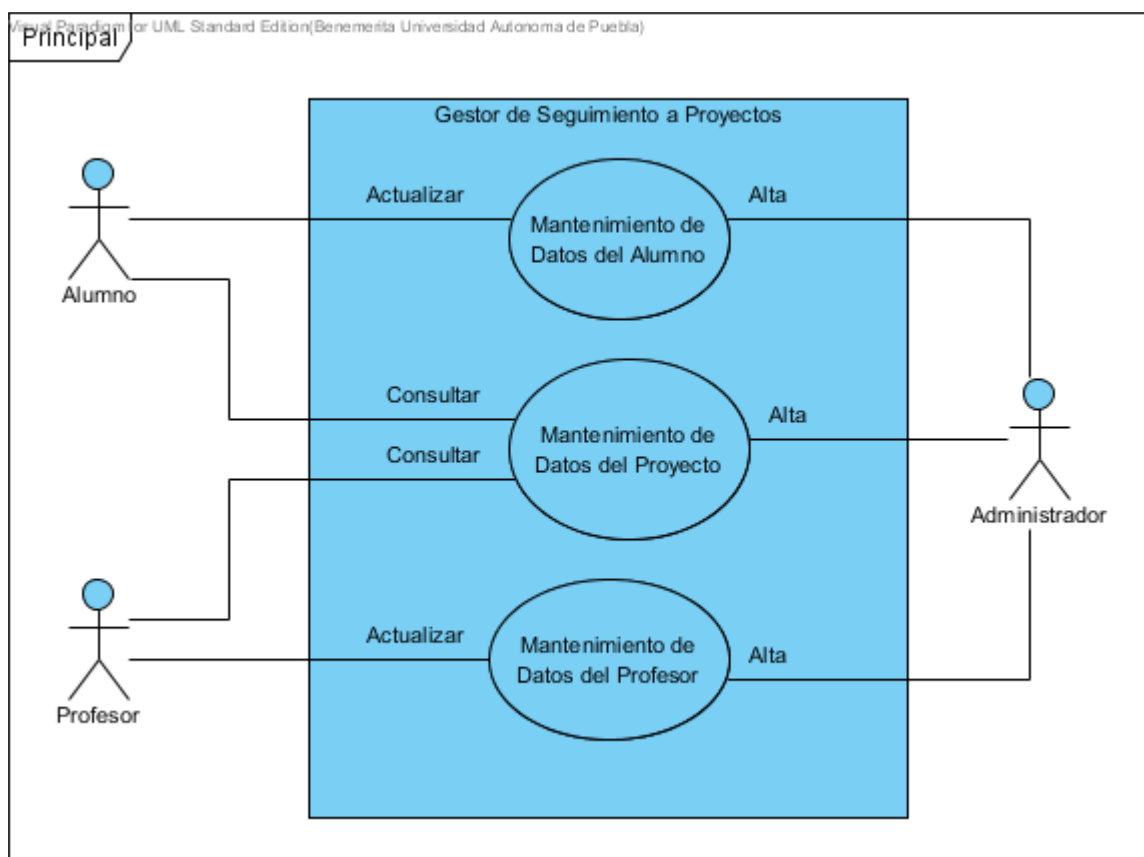 Visual Paradigm for UML Standard Edition(Benemerita Universidad Autonoma de Puebla)
Principal
Gestor de Seguimiento a Proyectos
Actualizar
Mantenimiento de
Datos del Alumno
Alta
Alumno
Consultar
Mantenimiento de
Datos del Proyecto
Alta
Consultar
Administrador
Actualizar
Mantenimiento de
Datos del Profesor
Alta
Profesor